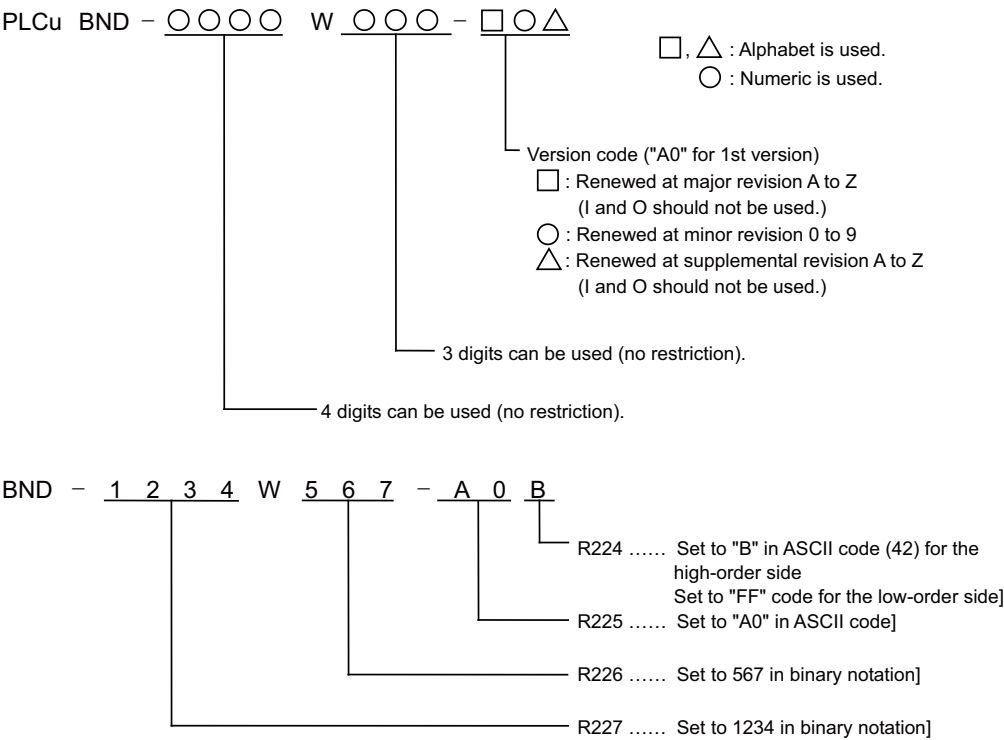 PLCu BND － ○○○○ W ○○○ － □○△
□, △ : Alphabet is used.
○ : Numeric is used.
Version code ("A0" for 1st version)
□ : Renewed at major revision A to Z
(I and O should not be used.)
○ : Renewed at minor revision 0 to 9
△ : Renewed at supplemental revision A to Z
(I and O should not be used.)
3 digits can be used (no restriction).
4 digits can be used (no restriction).
BND － 1 2 3 4 W 5 6 7 － A 0 B
R224 …… Set to "B" in ASCII code (42) for the
high-order side
Set to "FF" code for the low-order side]
R225 …… Set to "A0" in ASCII code]
R226 …… Set to 567 in binary notation]
R227 …… Set to 1234 in binary notation]